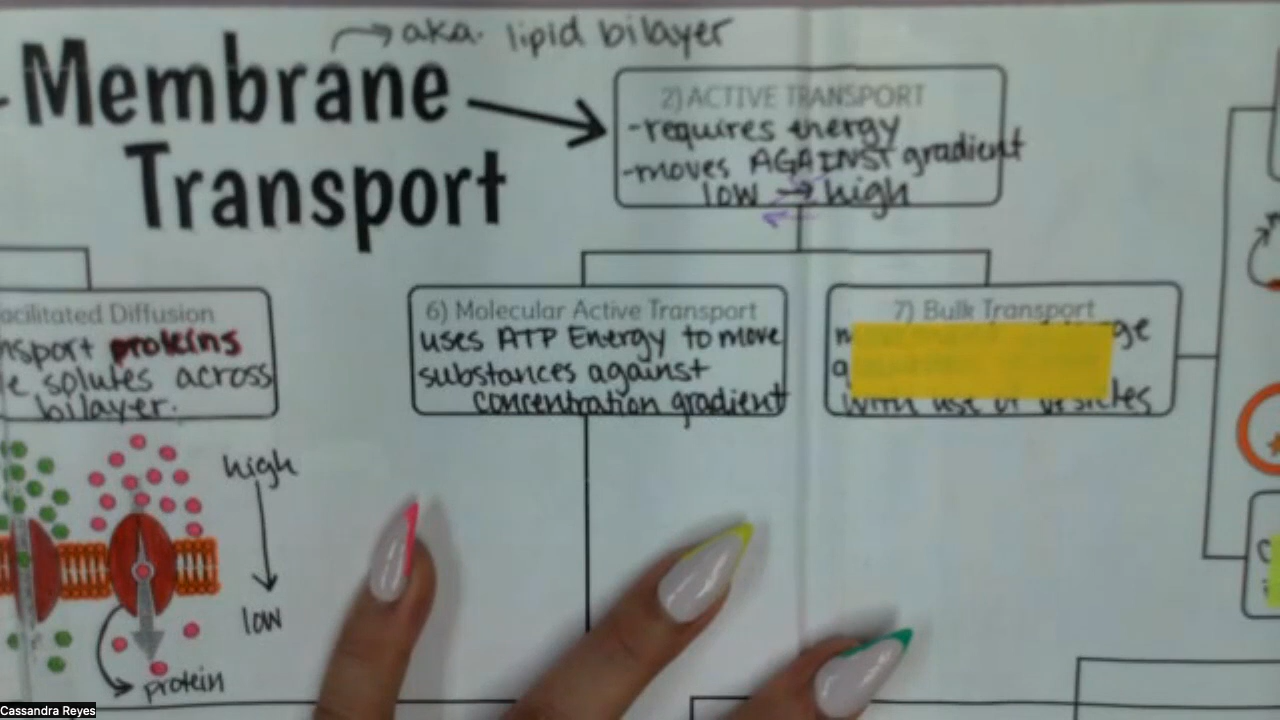 aka. lipid bilayer
Membrane
Transport
2) ACTIVE TRANSPORT
-requires energy
-moves AGAINST gradient
low → high
acilitated Diffusion
nsport proteins
e solutes across
bilayer.
6) Molecular Active Transport
uses ATP Energy to move
substances against
concentration gradient
7) Bulk Transport
with use of vesicles
high
low
protein
Cassandra Reyes